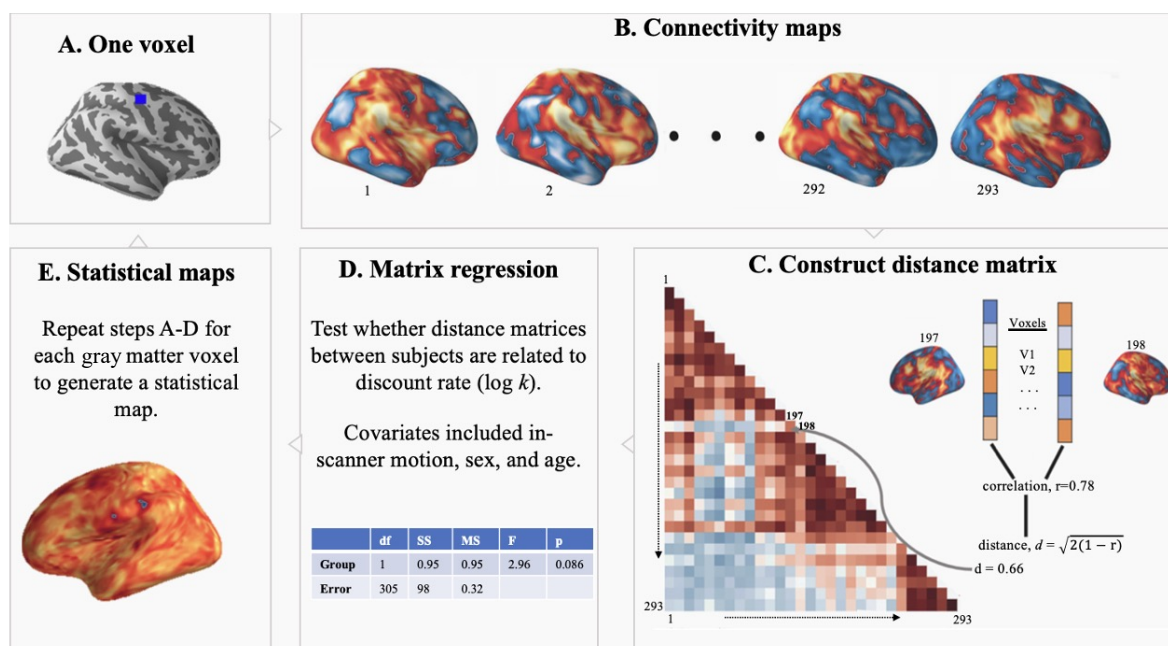 A. One voxel
B. Connectivity maps
1
2
292
293
C. Construct distance matrix
1
197
198
293
1
293
197
Voxels
V1
V2
. . .
. . .
198
correlation, r=0.78
distance, d = √2(1 − r)
d = 0.66
D. Matrix regression
Test whether distance matrices
between subjects are related to
discount rate (log k).
Covariates included in-
scanner motion, sex, and age.
df SS MS F p
Group 1 0.95 0.95 2.96 0.086
Error 305 98 0.32
E. Statistical maps
Repeat steps A-D for
each gray matter voxel
to generate a statistical
map.